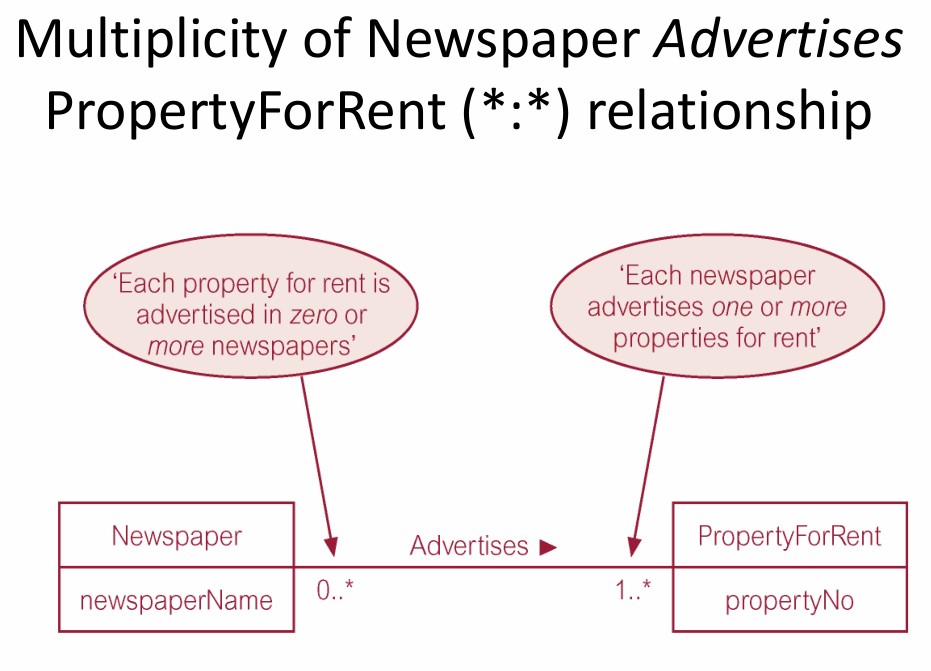 Multiplicity of Newspaper Advertises
PropertyForRent (*:*) relationship
‘Each property for rent is
advertised in zero or
more newspapers’
‘Each newspaper
advertises one or more
properties for rent’
Newspaper
newspaperName
0..*
Advertises ►
1..*
PropertyForRent
propertyNo